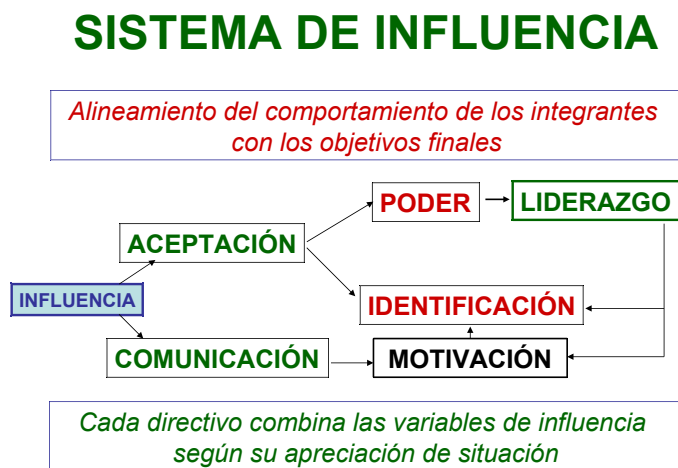 SISTEMA DE INFLUENCIA
Alineamiento del comportamiento de los integrantes
con los objetivos finales
PODER
LIDERAZGO
ACEPTACIÓN
INFLUENCIA
IDENTIFICACIÓN
COMUNICACIÓN
MOTIVACIÓN
Cada directivo combina las variables de influencia
según su apreciación de situación